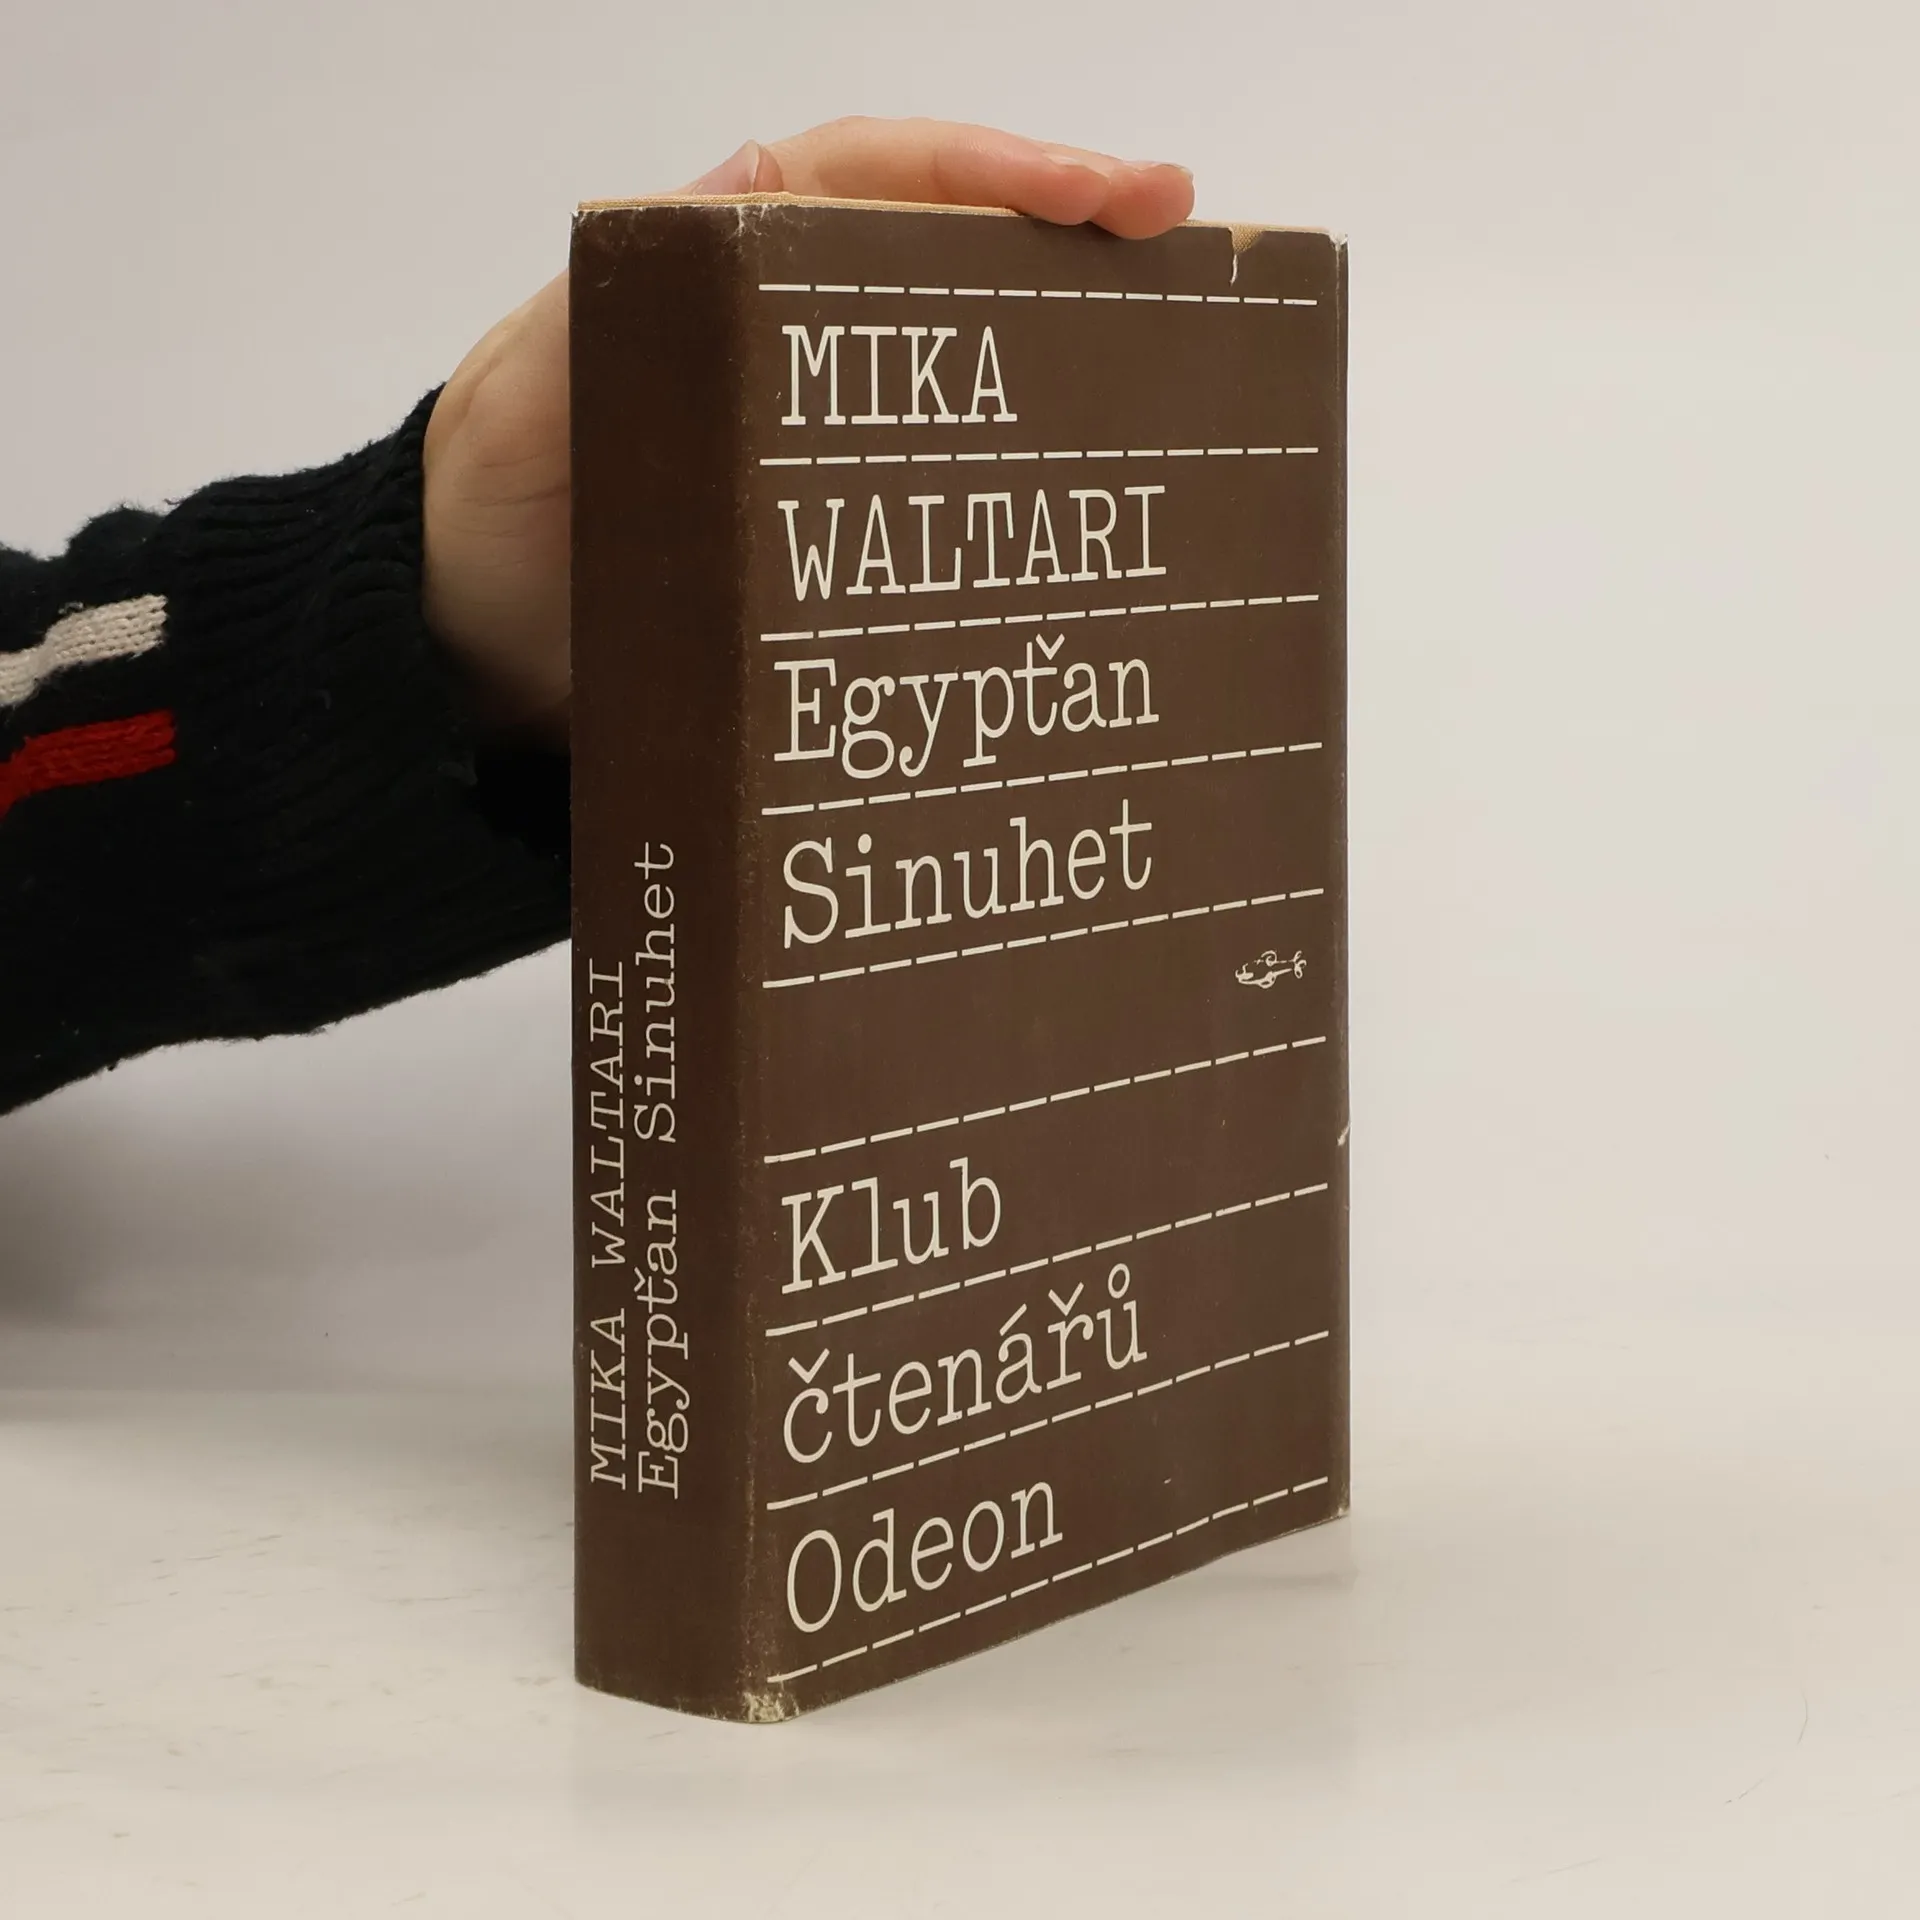 MIKA
WALTARI
Egypťan
Sinuhet
Klub
čtenářů
Odeon
MIKA WALTARI
Egypťan Sinuhet